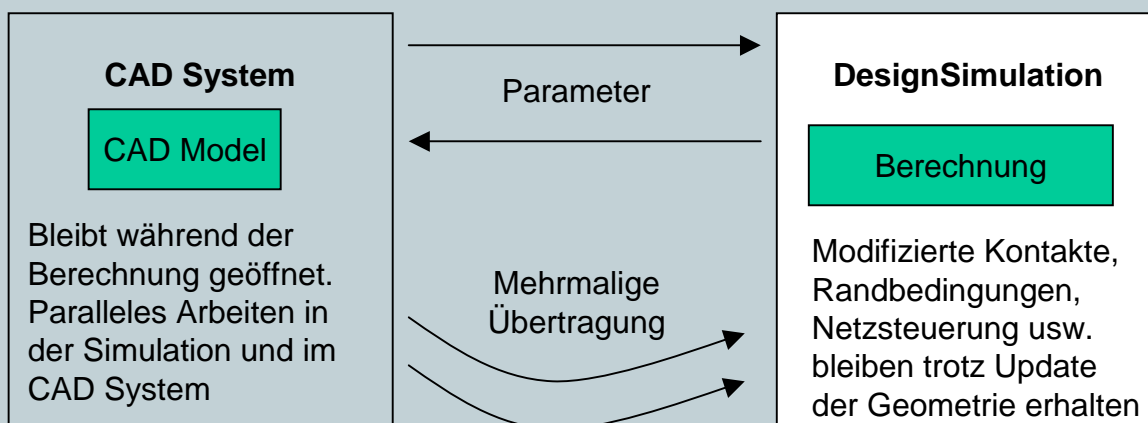 CAD System
CAD Model
Bleibt während der
Berechnung geöffnet.
Paralleles Arbeiten in
der Simulation und im
CAD System
Parameter
Mehrmalige
Übertragung
DesignSimulation
Berechnung
Modifizierte Kontakte,
Randbedingungen,
Netzsteuerung usw.
bleiben trotz Update
der Geometrie erhalten